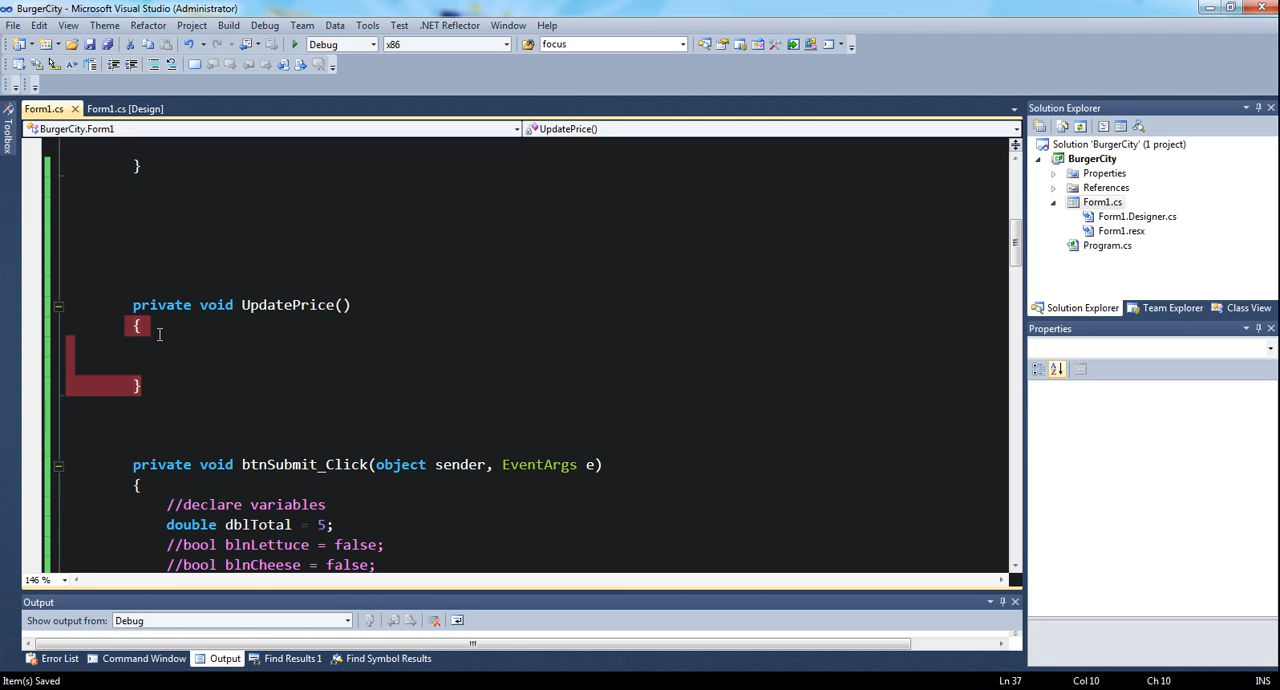 BurgerCity - Microsoft Visual Studio (Administrator)
File Edit View Theme Refactor Project Build Debug Team Data Tools Test .NET Reflector Window Help
Debug x86 focus
Form1.cs Form1.cs [Design]
BurgerCity.Form1 UpdatePrice()
Toolbox
}
private void UpdatePrice()
{
}
private void btnSubmit_Click(object sender, EventArgs e)
{
//declare variables
double dblTotal = 5;
//bool blnLettuce = false;
//bool blnCheese = false;
146 %
Solution Explorer
Solution 'BurgerCity' (1 project)
BurgerCity
Properties
References
Form1.cs
Form1.Designer.cs
Form1.resx
Program.cs
Solution Explorer Team Explorer Class View
Properties
Output
Show output from: Debug
Error List Command Window Output Find Results 1 Find Symbol Results
Item(s) Saved Ln 37 Col 10 Ch 10 INS